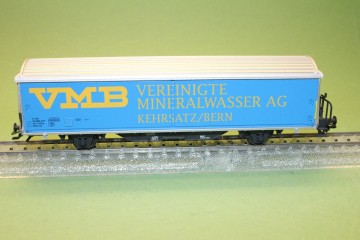 VMB
VEREINIGTE
MINERALWASSER AG
KEHRSATZ/BERN